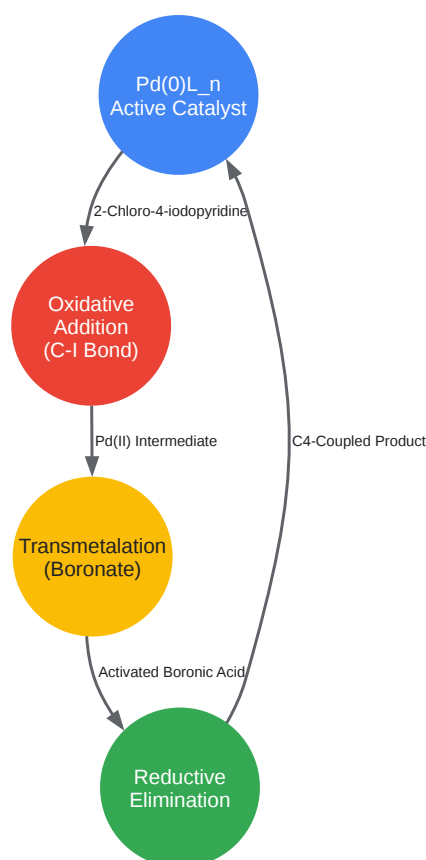 Pd(0)L_n
Active Catalyst
2-Chloro-4-iodopyridine
Oxidative
Addition
(C-I Bond)
Pd(II) Intermediate
C4-Coupled Product
Transmetalation
(Boronate)
Activated Boronic Acid
Reductive
Elimination